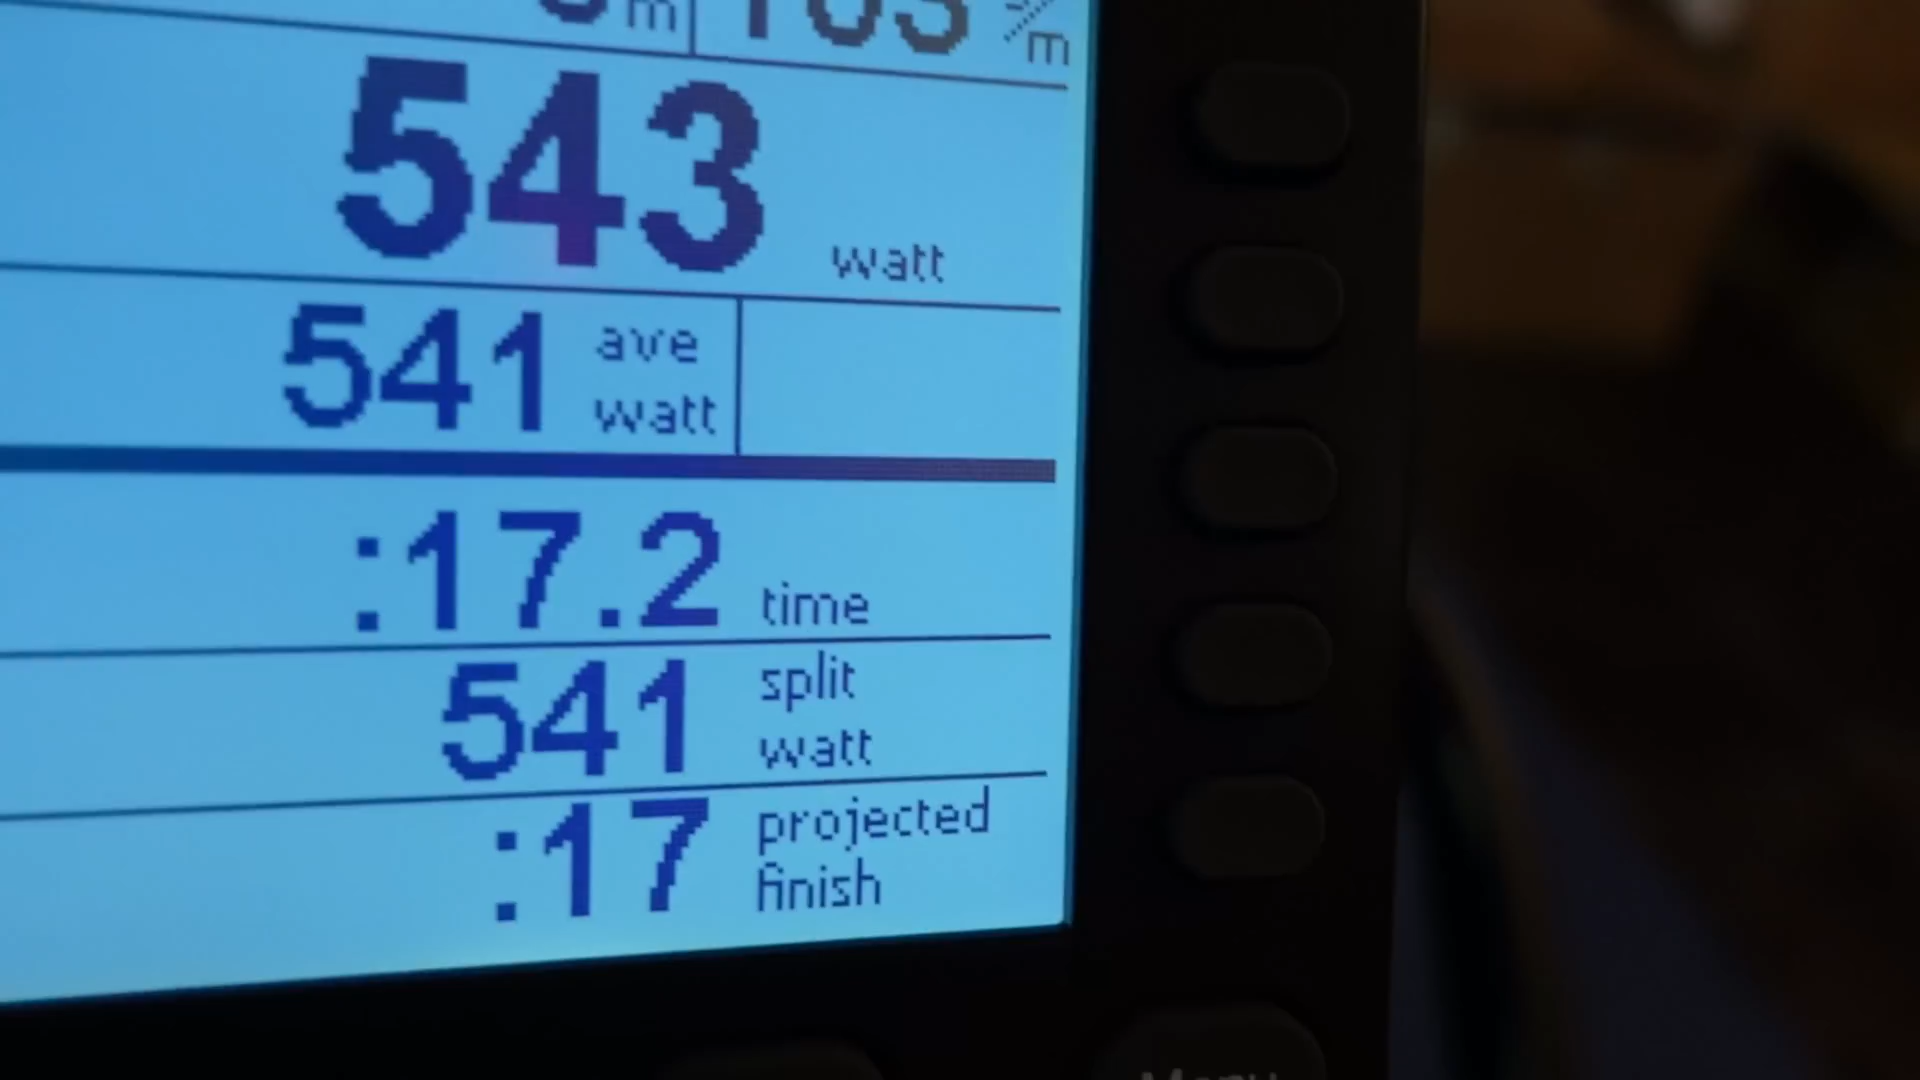 m s/m
543 watt
541 ave
watt
:17.2 time
541 split
watt
:17 projected
finish